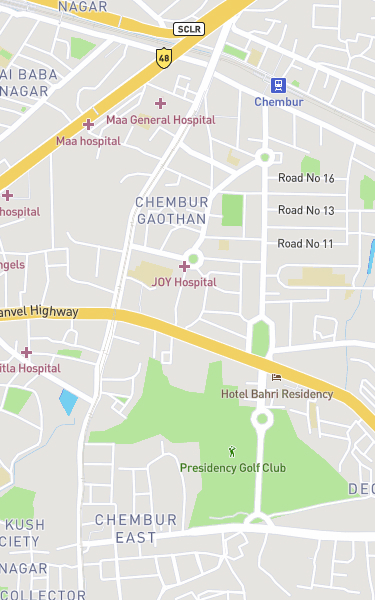 NAGAR
SCLR
48
AI BABA
NAGAR
Chembur
Maa General Hospital
Maa hospital
Road No 16
hospital
CHEMBUR
GAOTHAN
Road No 13
Road No 11
ngels
JOY Hospital
anvel Highway
itla Hospital
Hotel Bahri Residency
Presidency Golf Club
DEO
KUSH
CIETY
CHEMBUR
EAST
NAGAR
COLLECTOR